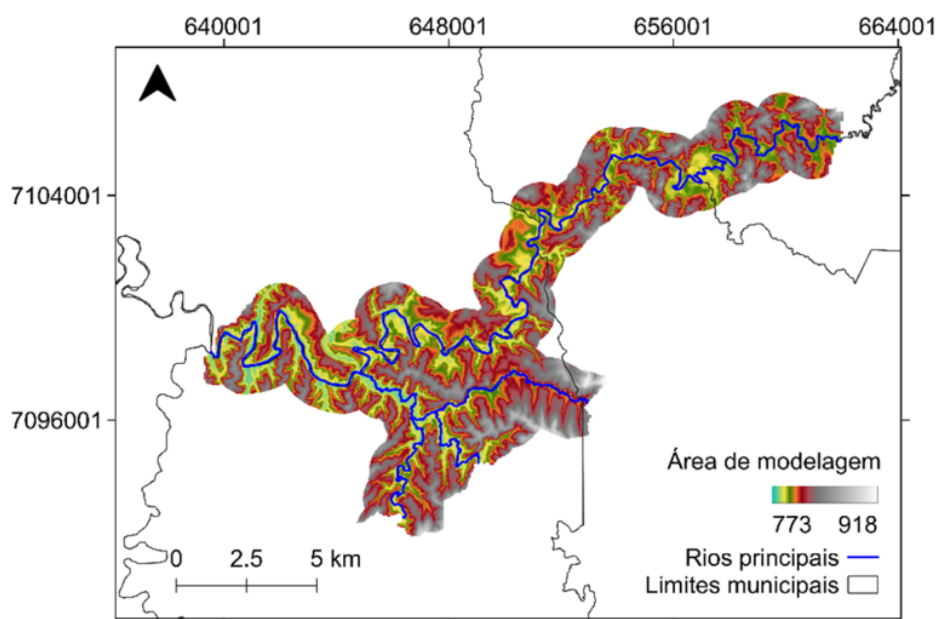 640001 648001 656001 664001
7104001
7096001
Área de modelagem
773 918
0 2.5 5 km
Rios principais
Limites municipais